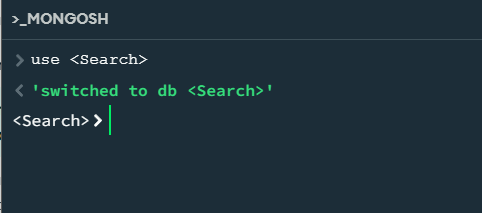 >_MONGOSH
> use <Search>
< 'switched to db <Search>'
<Search>>